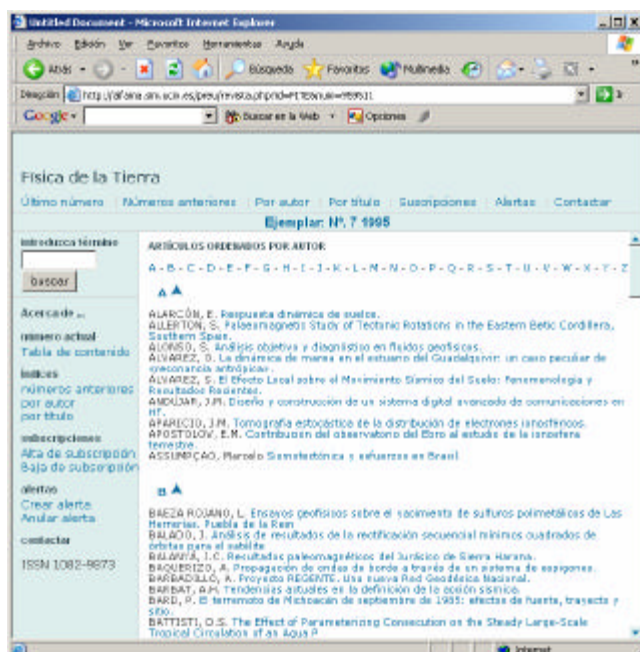 Untitled Document - Microsoft Internet Explorer
Archivo Edición Ver Favoritos Herramientas Ayuda
Atrás Búsqueda Favoritos Multimedia
Dirección
Google Buscar en la Web Opciones
Física de la Tierra
Último número Números anteriores Por autor Por título Suscripciones Alertas Contactar
Ejemplar: Nº. 7 1995
introduzca término
buscar
Acerca de ...
número actual
Tabla de contenido
índices
números anteriores
por autor
por título
subscripciones
Alta de subscripción
Baja de subscripción
alertas
Crear alerta
Anular alerta
contactar
ISSN 1082-9873
ARTÍCULOS ORDENADOS POR AUTOR
A - B - C - D - E - F - G - H - I - J - K - L - M - N - O - P - Q - R - S - T - U - V - W - X - Y - Z
A
ALARCÓN, E. Respuesta dinámica de suelos.
ALLERTON, S. Palaeomagnetic Study of Tectonic Rotations in the Eastern Betic Cordillera,
Southern Spain.
ALONSO, S. Análisis objetivo y diagnóstico en fluidos geofísicos.
ÁLVAREZ, O. La dinámica de marea en el estuario del Guadalquivir: un caso peculiar de
«resonancia antrópica».
ÁLVAREZ, S. El Efecto Local sobre el Movimiento Sísmico del Suelo: Fenomenología y
Resultados Recientes.
ANDÚJAR, J.M. Diseño y construcción de un sistema digital avanzado de comunicaciones en
HF.
APARICIO, J.M. Tomografía estocástica de la distribución de electrones ionosféricos.
APOSTOLOV, E.M. Contribucion del observatorio del Ebro al estudio de la ionosfera
terrestre.
ASSUMPÇAO, Marcelo Sismotectónica y esfuerzos en Brasil
B
BAEZA ROJANO, L. Ensayos geofísicos sobre el yacimiento de sulfuros polimetálicos de Las
Herrerías. Puebla de la Rein
BALADO, J. Análisis de resultados de la rectificación secuencial mínimos cuadrados de
órbitas para el satélite
BALANYÁ, J.C. Resultados paleomagnéticos del Jurásico de Sierra Harana.
BAQUERIZO, A. Propagación de ondas de borde a través de un sistema de espigones.
BARBADILLO, A. Proyecto REGENTE. Una nueva Red Geodésica Nacional.
BARBAT, A.H. Tendencias actuales en la definición de la acción sísmica.
BARD, P. El terremoto de Michoacán de septiembre de 1985: efectos de fuente, trayecto y
sitio.
BATTISTI, D.S. The Effect of Parameterizing Consecution on the Steady Large-Scale
Tropical Circulation of an Aqua P
Internet